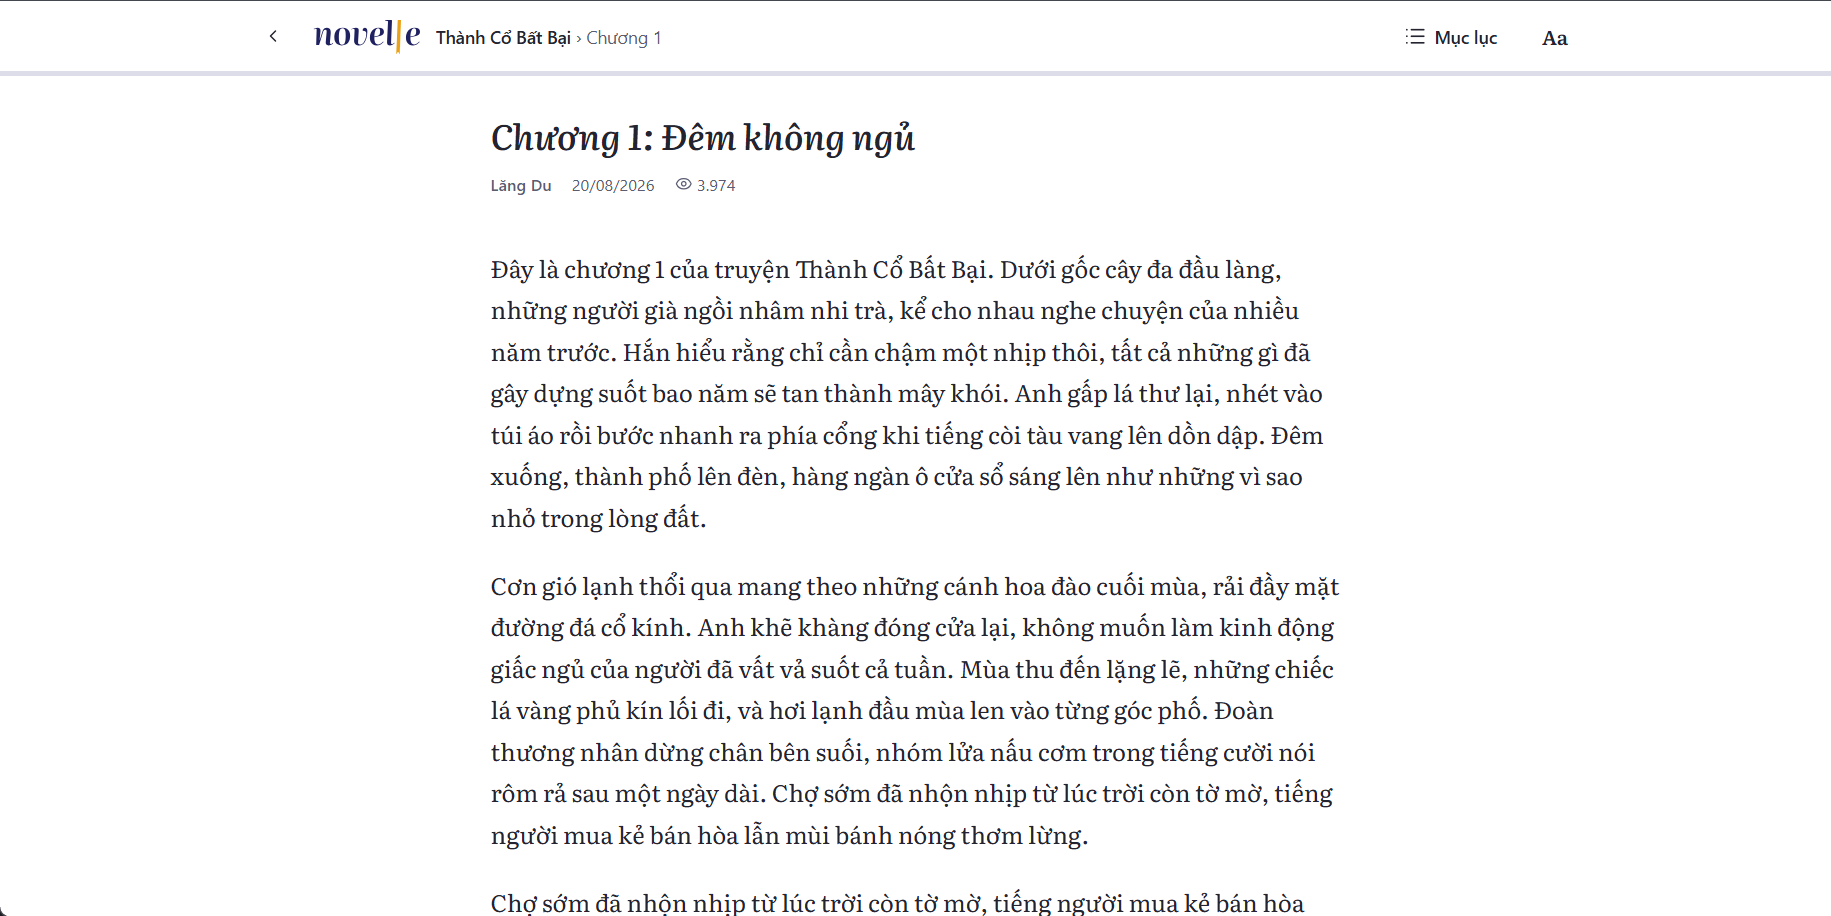 novelle Thành Cổ Bất Bại › Chương 1 Mục lục Aa
Chương 1: Đêm không ngủ
Lăng Du 20/08/2026 3.974
Đây là chương 1 của truyện Thành Cổ Bất Bại. Dưới gốc cây đa đầu làng,
những người già ngồi nhâm nhi trà, kể cho nhau nghe chuyện của nhiều
năm trước. Hắn hiểu rằng chỉ cần chậm một nhịp thôi, tất cả những gì đã
gây dựng suốt bao năm sẽ tan thành mây khói. Anh gấp lá thư lại, nhét vào
túi áo rồi bước nhanh ra phía cổng khi tiếng còi tàu vang lên dồn dập. Đêm
xuống, thành phố lên đèn, hàng ngàn ô cửa sổ sáng lên như những vì sao
nhỏ trong lòng đất.
Cơn gió lạnh thổi qua mang theo những cánh hoa đào cuối mùa, rải đầy mặt
đường đá cổ kính. Anh khẽ khàng đóng cửa lại, không muốn làm kinh động
giấc ngủ của người đã vất vả suốt cả tuần. Mùa thu đến lặng lẽ, những chiếc
lá vàng phủ kín lối đi, và hơi lạnh đầu mùa len vào từng góc phố. Đoàn
thương nhân dừng chân bên suối, nhóm lửa nấu cơm trong tiếng cười nói
rôm rả sau một ngày dài. Chợ sớm đã nhộn nhịp từ lúc trời còn tờ mờ, tiếng
người mua kẻ bán hòa lẫn mùi bánh nóng thơm lừng.
Chợ sớm đã nhộn nhịp từ lúc trời còn tờ mờ, tiếng người mua kẻ bán hòa